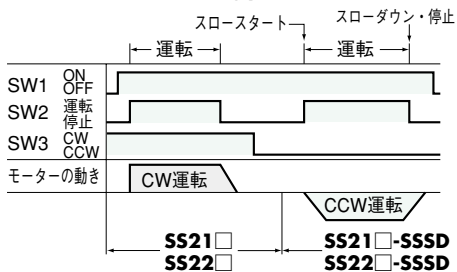 スロースタート
スローダウン・停止
運転 運転
SW1 ON
OFF
SW2 運転
停止
SW3 CW
CCW
モーターの動き CW運転 CCW運転
SS21□ SS21□-SSSD
SS22□ SS22□-SSSD